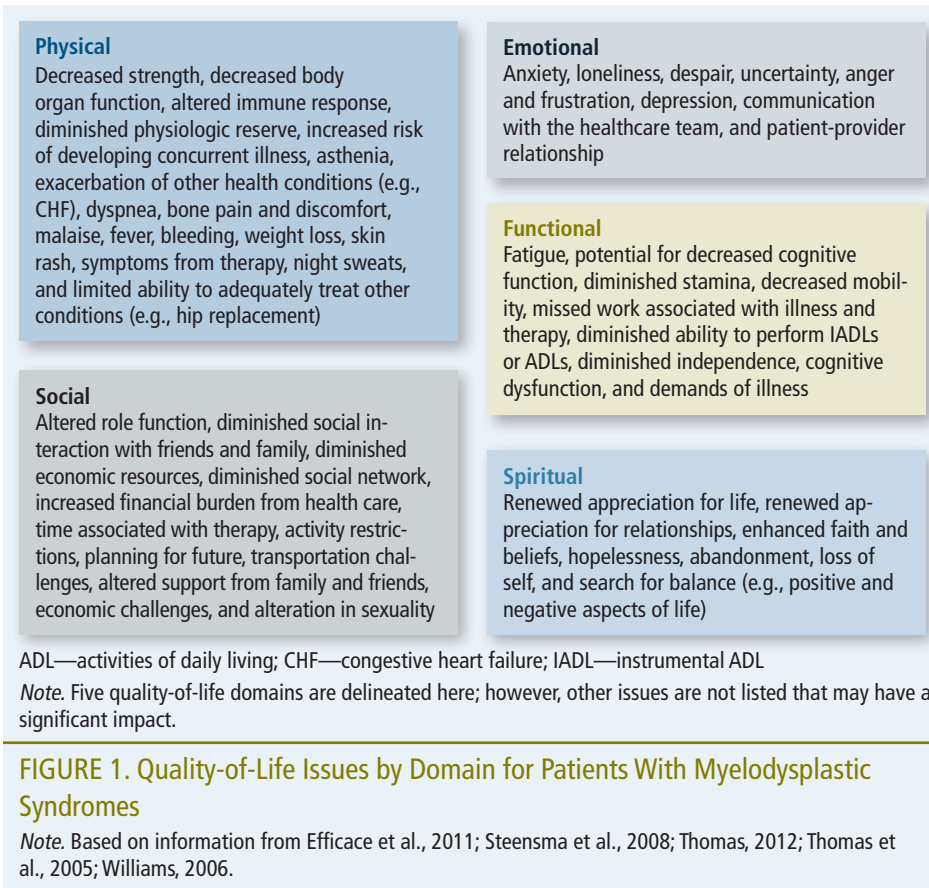 Physical
Decreased strength, decreased body
organ function, altered immune response,
diminished physiologic reserve, increased risk
of developing concurrent illness, asthenia,
exacerbation of other health conditions (e.g.,
CHF), dyspnea, bone pain and discomfort,
malaise, fever, bleeding, weight loss, skin
rash, symptoms from therapy, night sweats,
and limited ability to adequately treat other
conditions (e.g., hip replacement)
Social
Altered role function, diminished social in-
teraction with friends and family, diminished
economic resources, diminished social network,
increased financial burden from health care,
time associated with therapy, activity restric-
tions, planning for future, transportation chal-
lenges, altered support from family and friends,
economic challenges, and alteration in sexuality
Emotional
Anxiety, loneliness, despair, uncertainty, anger
and frustration, depression, communication
with the healthcare team, and patient-provider
relationship
Functional
Fatigue, potential for decreased cognitive
function, diminished stamina, decreased mobil-
ity, missed work associated with illness and
therapy, diminished ability to perform IADLs
or ADLs, diminished independence, cognitive
dysfunction, and demands of illness
Spiritual
Renewed appreciation for life, renewed ap-
preciation for relationships, enhanced faith and
beliefs, hopelessness, abandonment, loss of
self, and search for balance (e.g., positive and
negative aspects of life)
ADL—activities of daily living; CHF—congestive heart failure; IADL—instrumental ADL
Note. Five quality-of-life domains are delineated here; however, other issues are not listed that may have a
significant impact.
FIGURE 1. Quality-of-Life Issues by Domain for Patients With Myelodysplastic
Syndromes
Note. Based on information from Efficace et al., 2011; Steensma et al., 2008; Thomas, 2012; Thomas et
al., 2005; Williams, 2006.